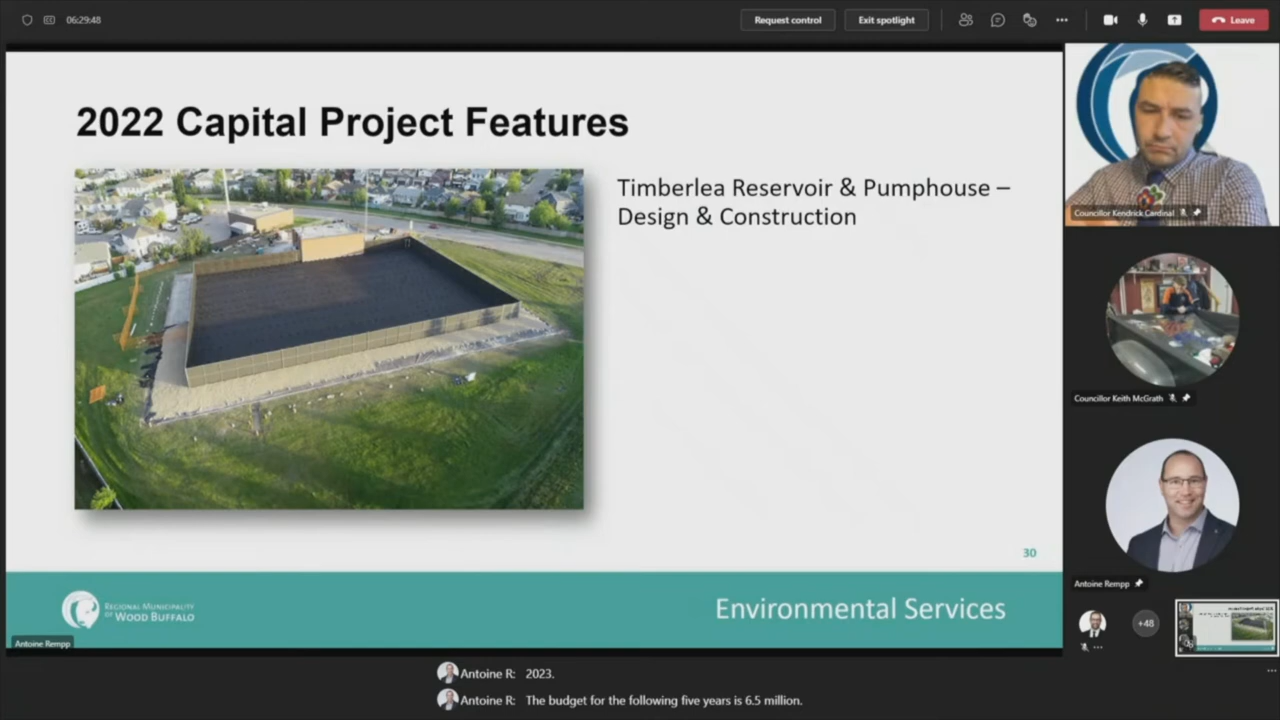 06:29:48
Request control
Exit spotlight
Leave
2022 Capital Project Features
Timberlea Reservoir & Pumphouse –
Design & Construction
30
REGIONAL MUNICIPALITY
OF WOOD BUFFALO
Environmental Services
Antoine Rempp
Councillor Kendrick Cardinal
Councillor Keith McGrath
Antoine Rempp
+48
Antoine R: 2023.
Antoine R: The budget for the following five years is 6.5 million.